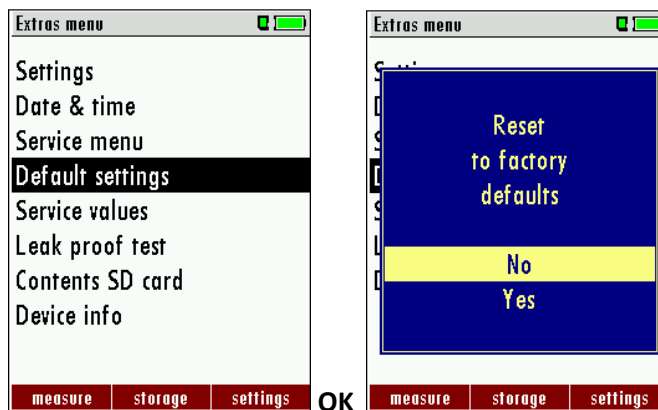 Extras menu
Settings
Date & time
Service menu
Default settings
Service values
Leak proof test
Contents SD card
Device info
measure storage settings
OK
Extras menu
Reset
to factory
defaults
No
Yes
measure storage settings